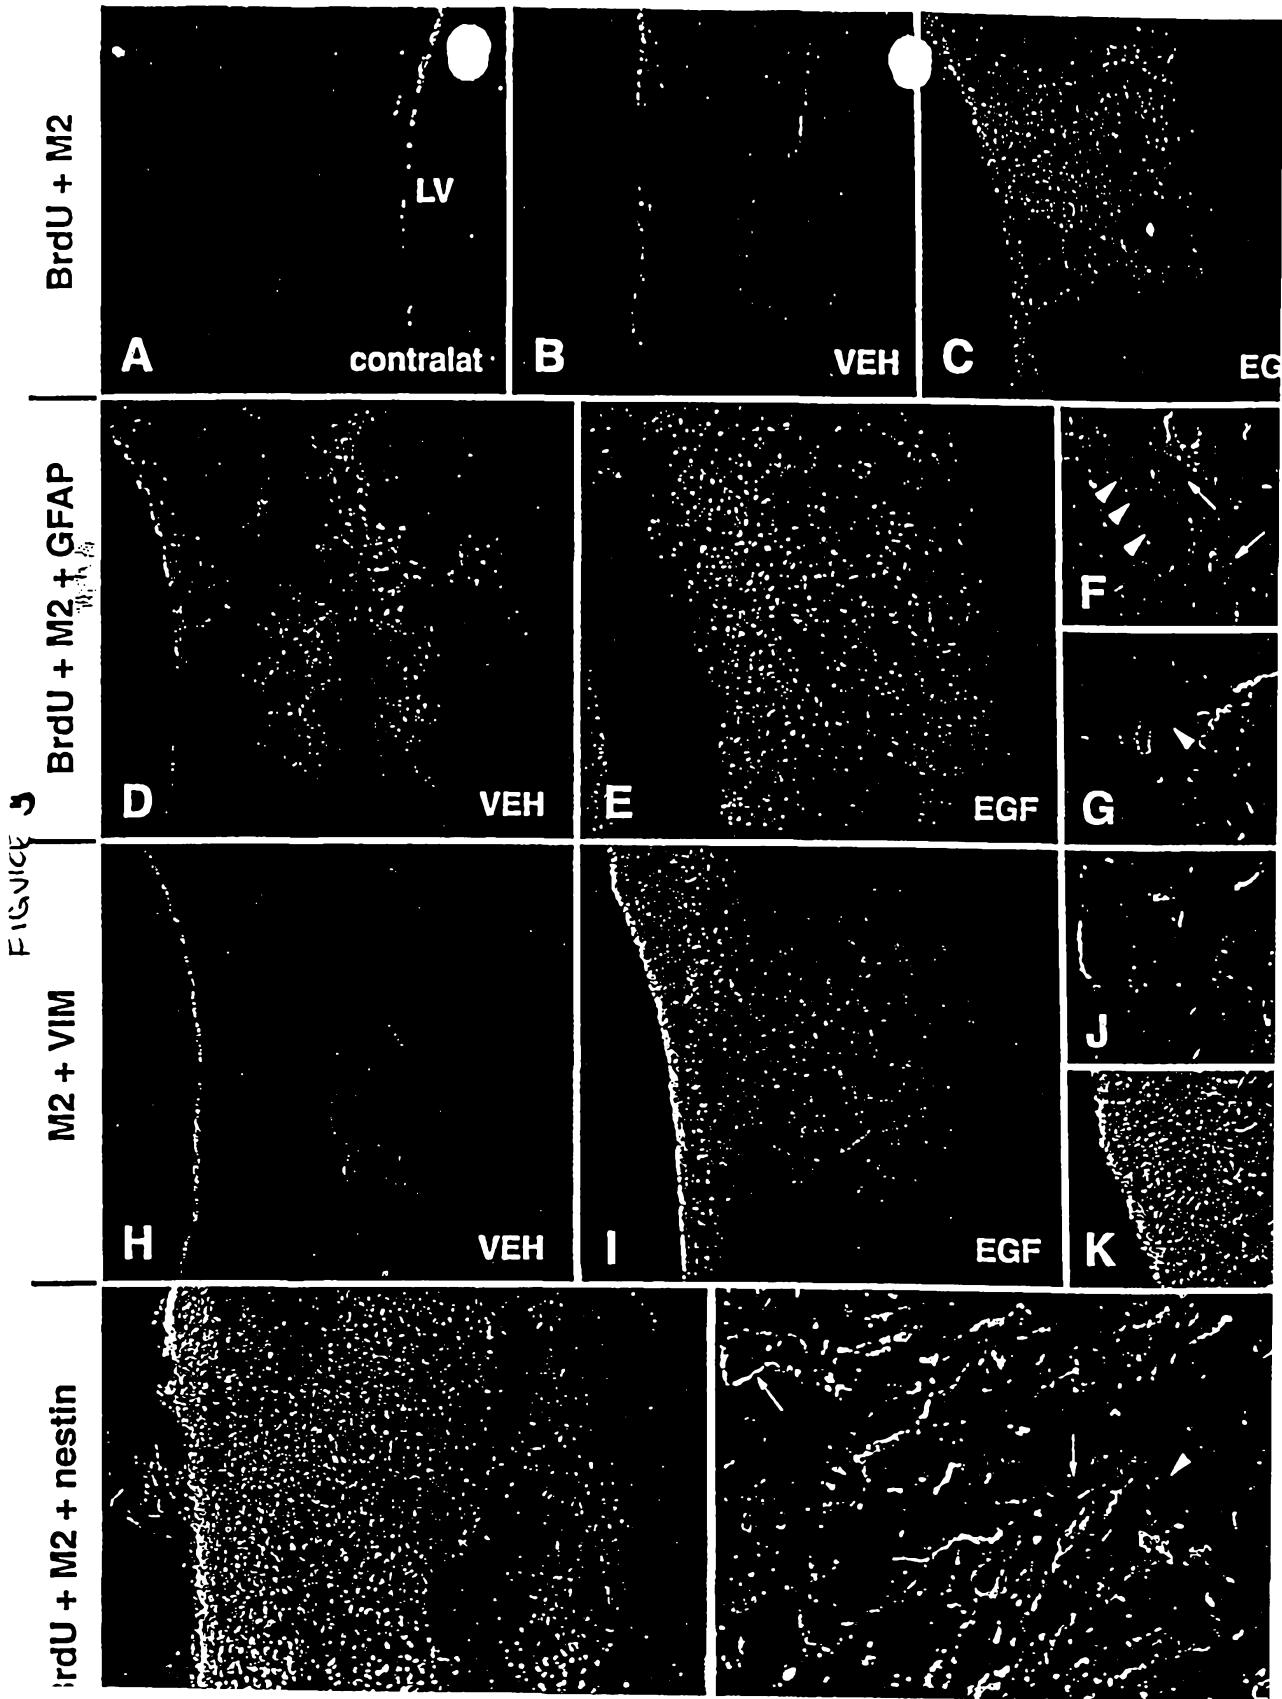 BrdU + M2
A
LV
contralat
B
VEH
C
EG
BrdU + M2 + GFAP
D
VEH
E
EGF
F
G
FIGURE 3
M2 + VIM
H
VEH
I
EGF
J
K
BrdU + M2 + nestin